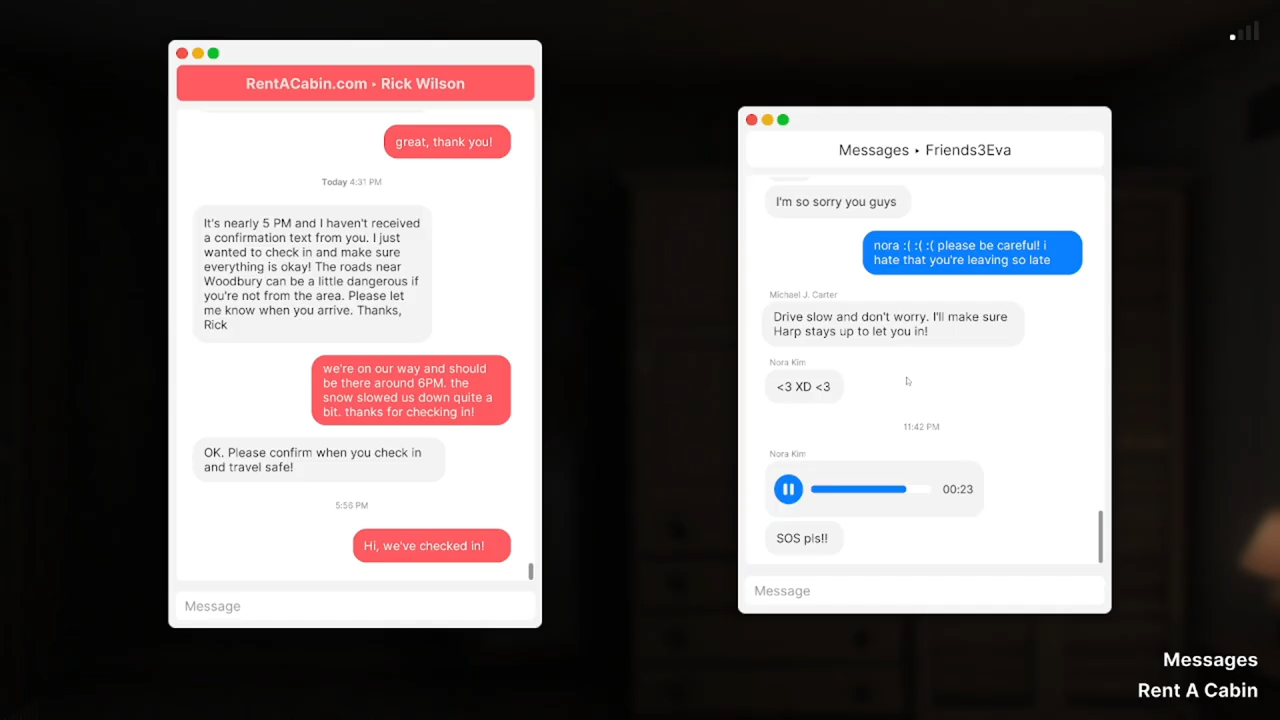 RentACabin.com ▸ Rick Wilson
great, thank you!
Today 4:31 PM
It's nearly 5 PM and I haven't received
a confirmation text from you. I just
wanted to check in and make sure
everything is okay! The roads near
Woodbury can be a little dangerous if
you're not from the area. Please let
me know when you arrive. Thanks,
Rick
we're on our way and should
be there around 6PM. the
snow slowed us down quite a
bit. thanks for checking in!
OK. Please confirm when you check in
and travel safe!
5:56 PM
Hi, we've checked in!
Message
Messages ▸ Friends3Eva
I'm so sorry you guys
nora :( :( :( please be careful! i
hate that you're leaving so late
Michael J. Carter
Drive slow and don't worry. I'll make sure
Harp stays up to let you in!
Nora Kim
<3 XD <3
11:42 PM
Nora Kim
00:23
SOS pls!!
Message
Messages
Rent A Cabin